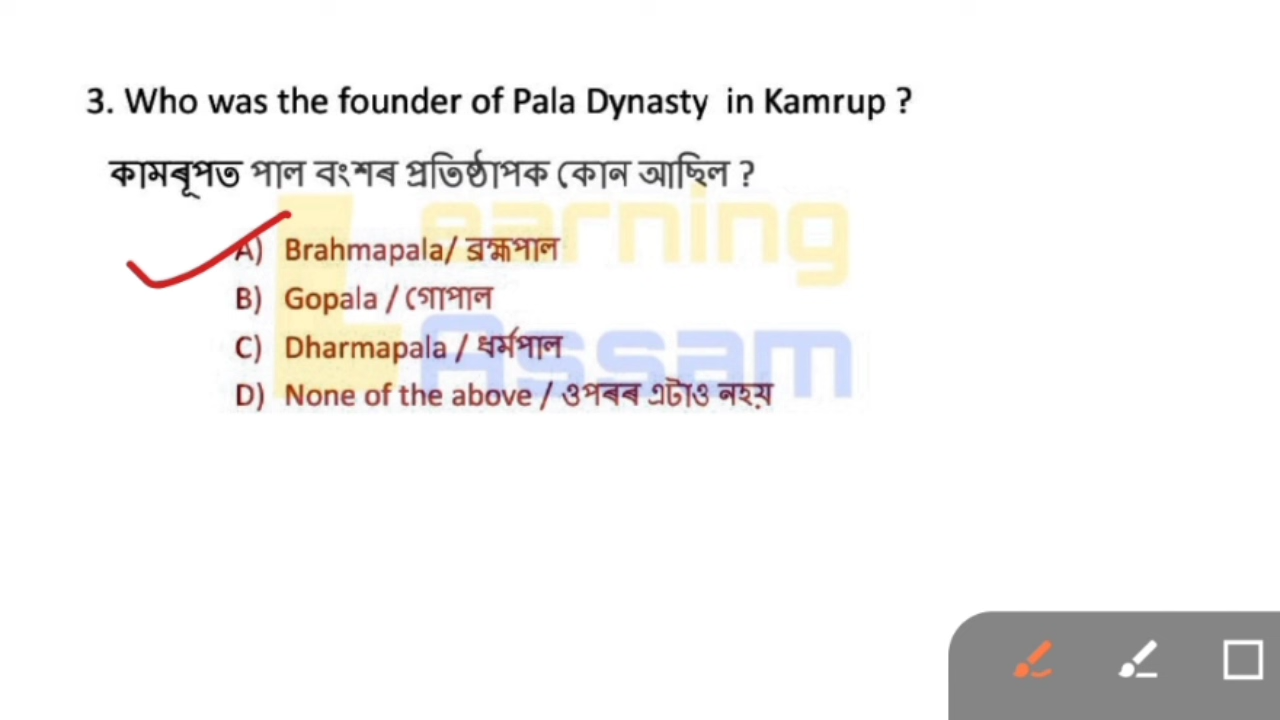 3. Who was the founder of Pala Dynasty in Kamrup ?
কামৰূপত পাল বংশৰ প্ৰতিষ্ঠাপক কোন আছিল ?
Learning
Assam
A) Brahmapala/ ব্ৰহ্মপাল
B) Gopala / গোপাল
C) Dharmapala / ধৰ্মপাল
D) None of the above / ওপৰৰ এটাও নহয়